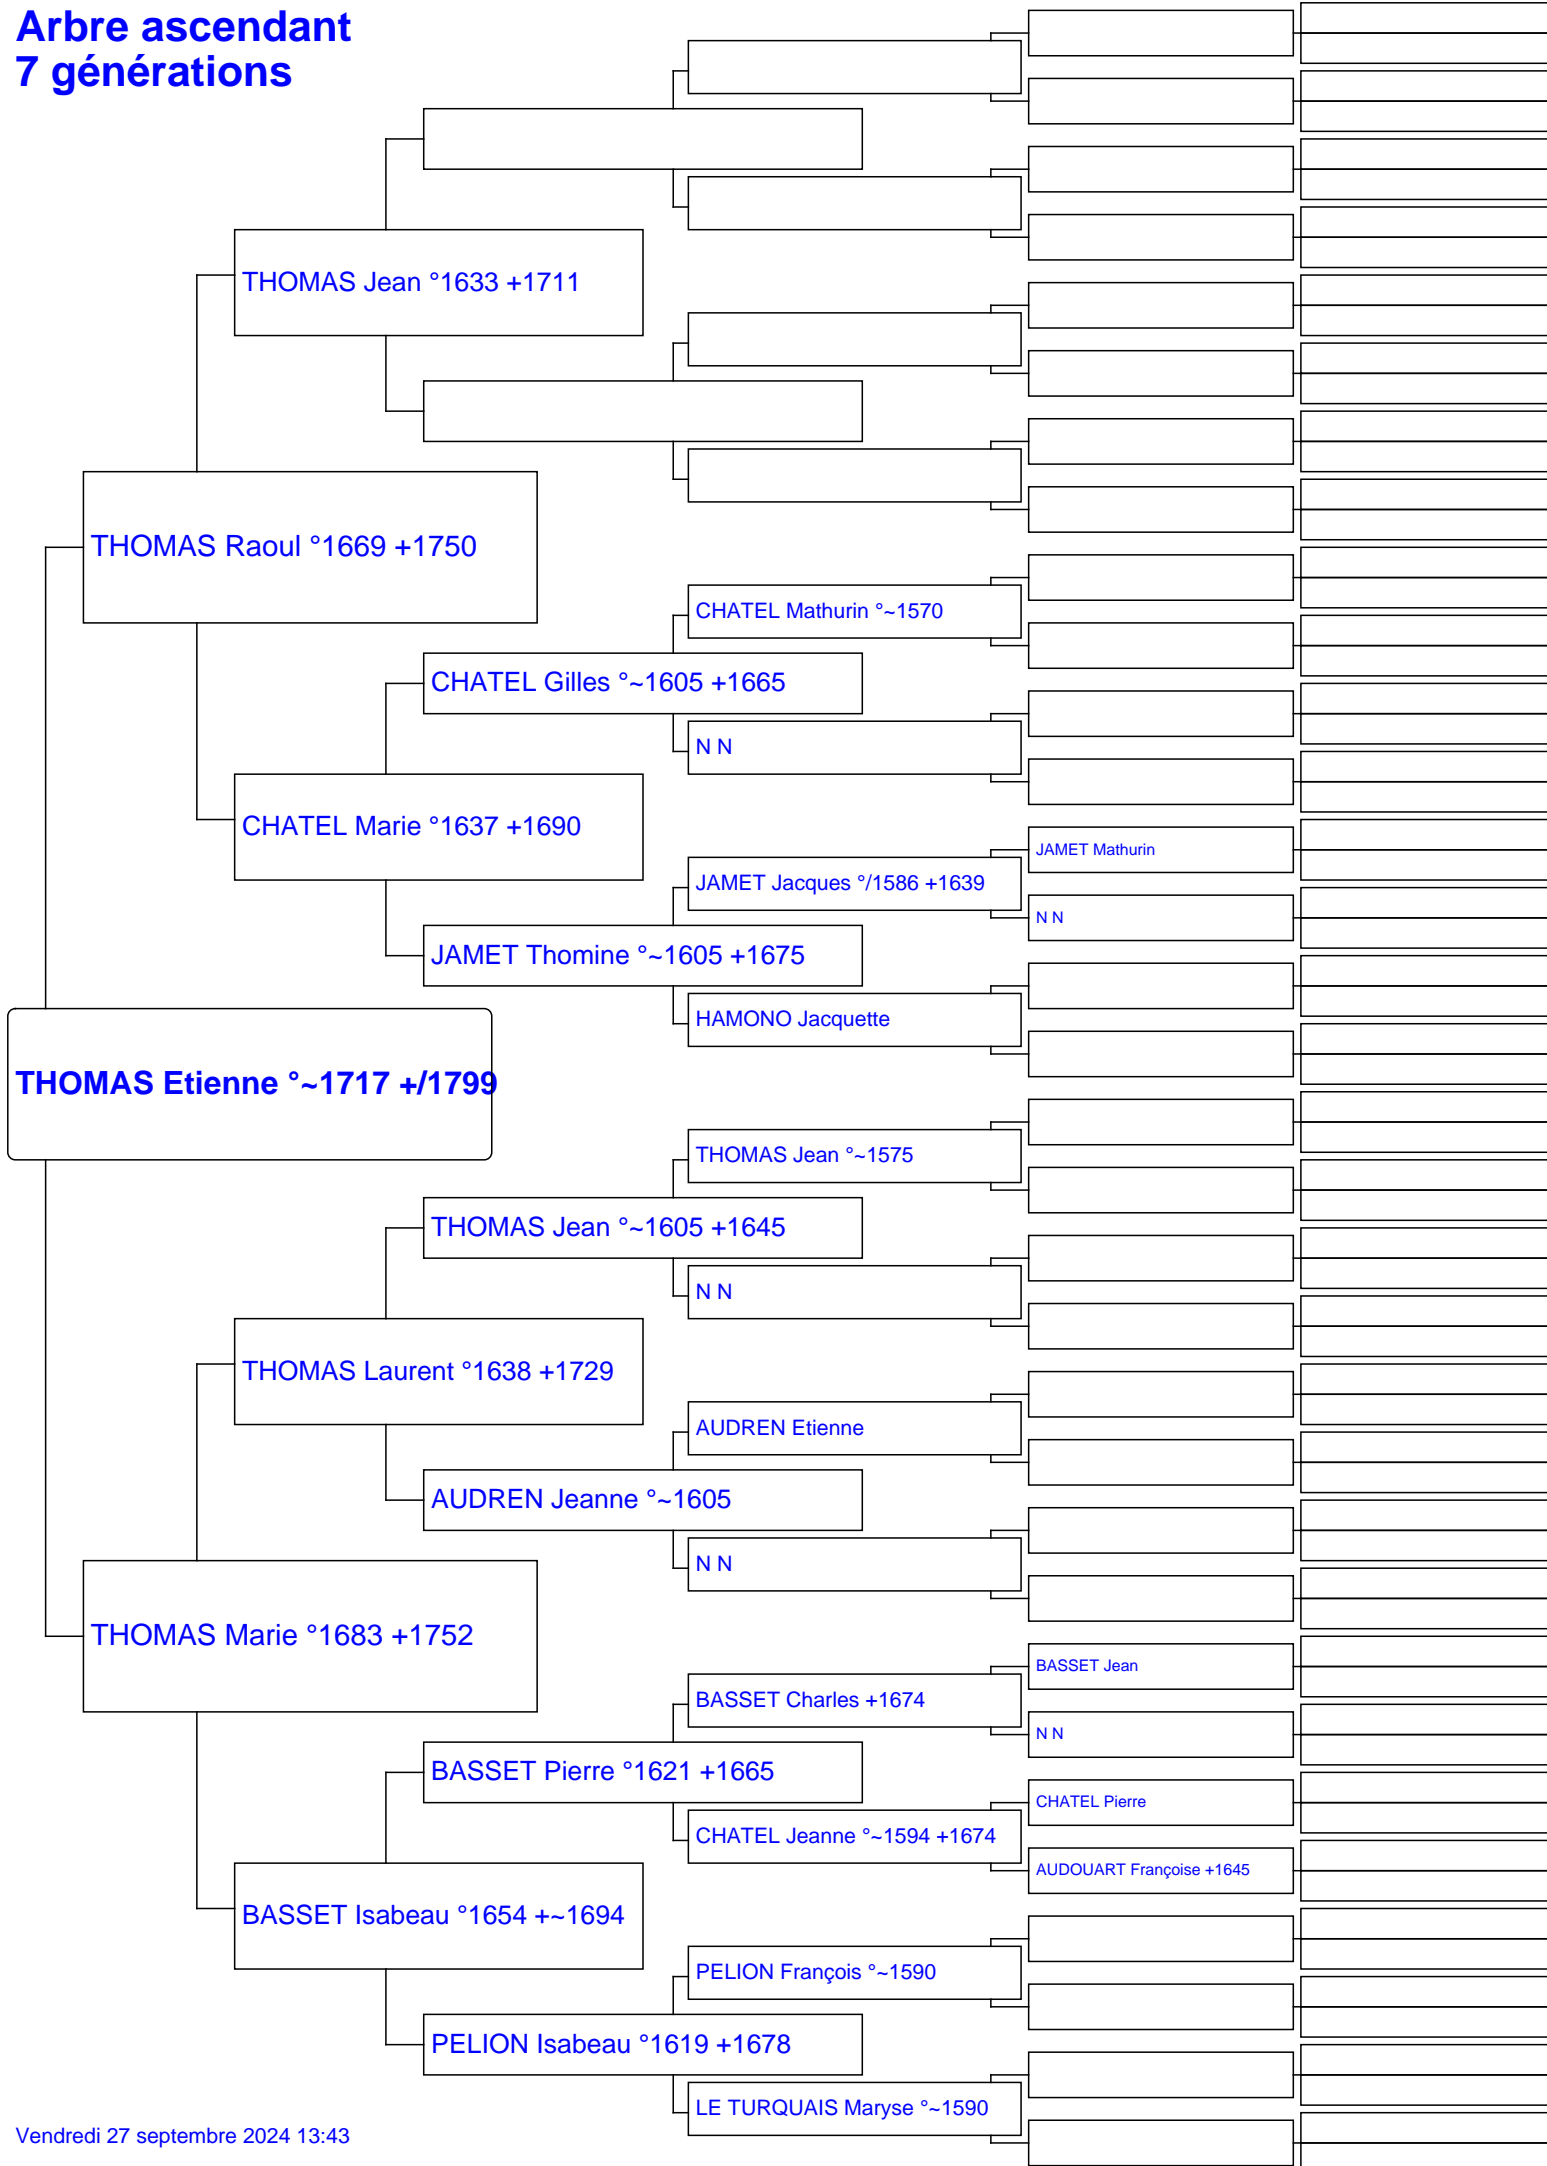 Arbre ascendant
7 générations
THOMAS Jean °1633 +1711
THOMAS Raoul °1669 +1750
CHATEL Mathurin °~1570
CHATEL Gilles °~1605 +1665
N N
CHATEL Marie °1637 +1690
JAMET Mathurin
JAMET Jacques °/1586 +1639
N N
JAMET Thomine °~1605 +1675
HAMONO Jacquette
THOMAS Etienne °~1717 +/1799
THOMAS Jean °~1575
THOMAS Jean °~1605 +1645
N N
THOMAS Laurent °1638 +1729
AUDREN Etienne
AUDREN Jeanne °~1605
N N
THOMAS Marie °1683 +1752
BASSET Jean
BASSET Charles +1674
N N
BASSET Pierre °1621 +1665
CHATEL Pierre
CHATEL Jeanne °~1594 +1674
AUDOUART Françoise +1645
BASSET Isabeau °1654 +~1694
PELION François °~1590
PELION Isabeau °1619 +1678
LE TURQUAIS Maryse °~1590
Vendredi 27 septembre 2024 13:43